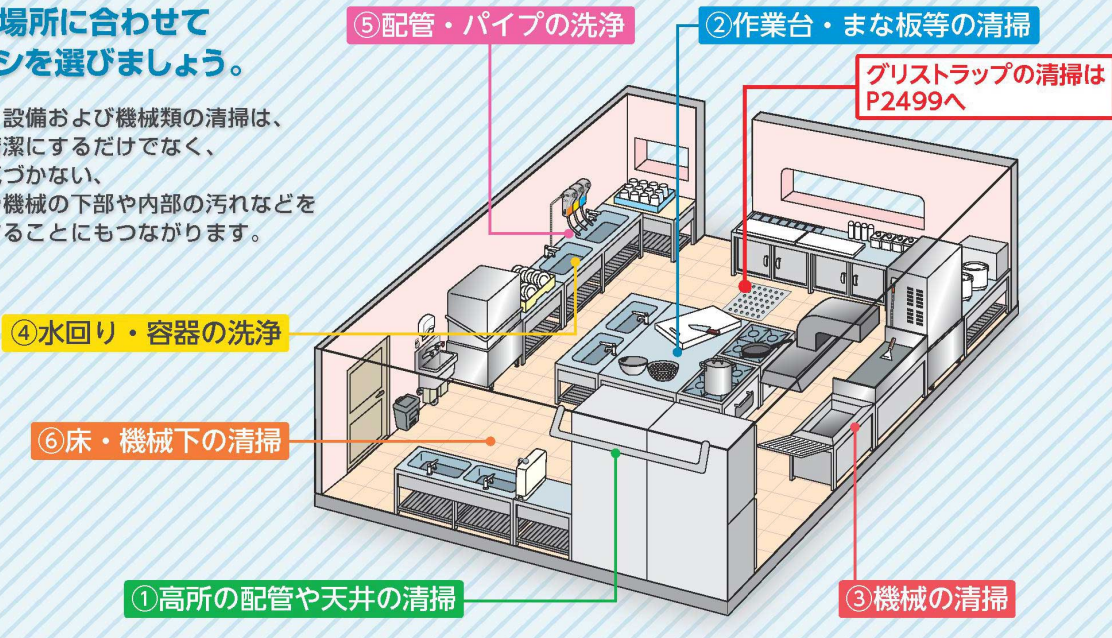 場所に合わせて
シを選びましょう。
設備および機械類の清掃は、
潔にするだけでなく、
づかない、
機械の下部や内部の汚れなどを
ることにもつながります。
⑤配管・パイプの洗浄
②作業台・まな板等の清掃
グリストラップの清掃は
P2499へ
④水回り・容器の洗浄
⑥床・機械下の清掃
①高所の配管や天井の清掃
③機械の清掃